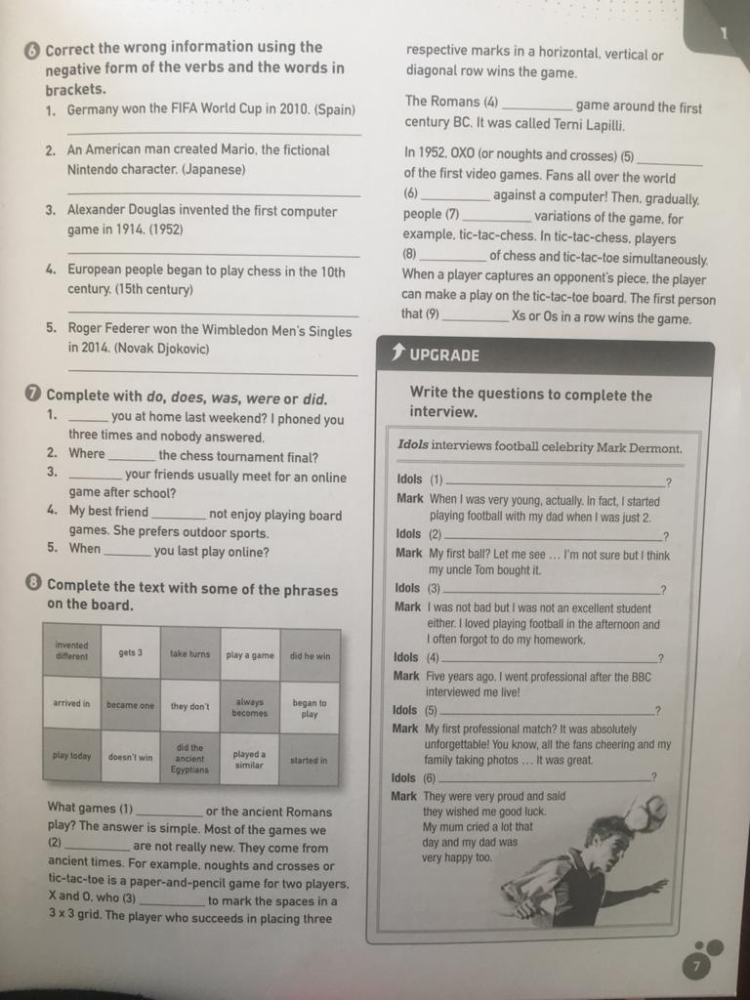 1
6 Correct the wrong information using the
negative form of the verbs and the words in
brackets.
1. Germany won the FIFA World Cup in 2010. (Spain)
2. An American man created Mario, the fictional
Nintendo character. (Japanese)
3. Alexander Douglas invented the first computer
game in 1914. (1952)
4. European people began to play chess in the 10th
century. (15th century)
5. Roger Federer won the Wimbledon Men's Singles
in 2014. (Novak Djokovic)
7 Complete with do, does, was, were or did.
1. ______ you at home last weekend? I phoned you
three times and nobody answered.
2. Where ______ the chess tournament final?
3. ______ your friends usually meet for an online
game after school?
4. My best friend ______ not enjoy playing board
games. She prefers outdoor sports.
5. When ______ you last play online?
8 Complete the text with some of the phrases
on the board.
invented
different
gets 3
take turns
play a game
did he win
arrived in
became one
they don't
always
becomes
began to
play
play today
doesn't win
did the
ancient
Egyptians
played a
similar
started in
What games (1) ______ or the ancient Romans
play? The answer is simple. Most of the games we
(2) ______ are not really new. They come from
ancient times. For example, noughts and crosses or
tic-tac-toe is a paper-and-pencil game for two players,
X and O, who (3) ______ to mark the spaces in a
3 x 3 grid. The player who succeeds in placing three
respective marks in a horizontal, vertical or
diagonal row wins the game.
The Romans (4) ______ game around the first
century BC. It was called Terni Lapilli.
In 1952, OXO (or noughts and crosses) (5) ______
of the first video games. Fans all over the world
(6) ______ against a computer! Then, gradually,
people (7) ______ variations of the game, for
example, tic-tac-chess. In tic-tac-chess, players
(8) ______ of chess and tic-tac-toe simultaneously.
When a player captures an opponent's piece, the player
can make a play on the tic-tac-toe board. The first person
that (9) ______ Xs or Os in a row wins the game.
UPGRADE
Write the questions to complete the
interview.
Idols interviews football celebrity Mark Dermont.
Idols (1) ______?
Mark When I was very young, actually. In fact, I started
playing football with my dad when I was just 2.
Idols (2) ______?
Mark My first ball? Let me see ... I'm not sure but I think
my uncle Tom bought it.
Idols (3) ______?
Mark I was not bad but I was not an excellent student
either. I loved playing football in the afternoon and
I often forgot to do my homework.
Idols (4) ______?
Mark Five years ago. I went professional after the BBC
interviewed me live!
Idols (5) ______?
Mark My first professional match? It was absolutely
unforgettable! You know, all the fans cheering and my
family taking photos ... It was great.
Idols (6) ______?
Mark They were very proud and said
they wished me good luck.
My mum cried a lot that
day and my dad was
very happy too.
7